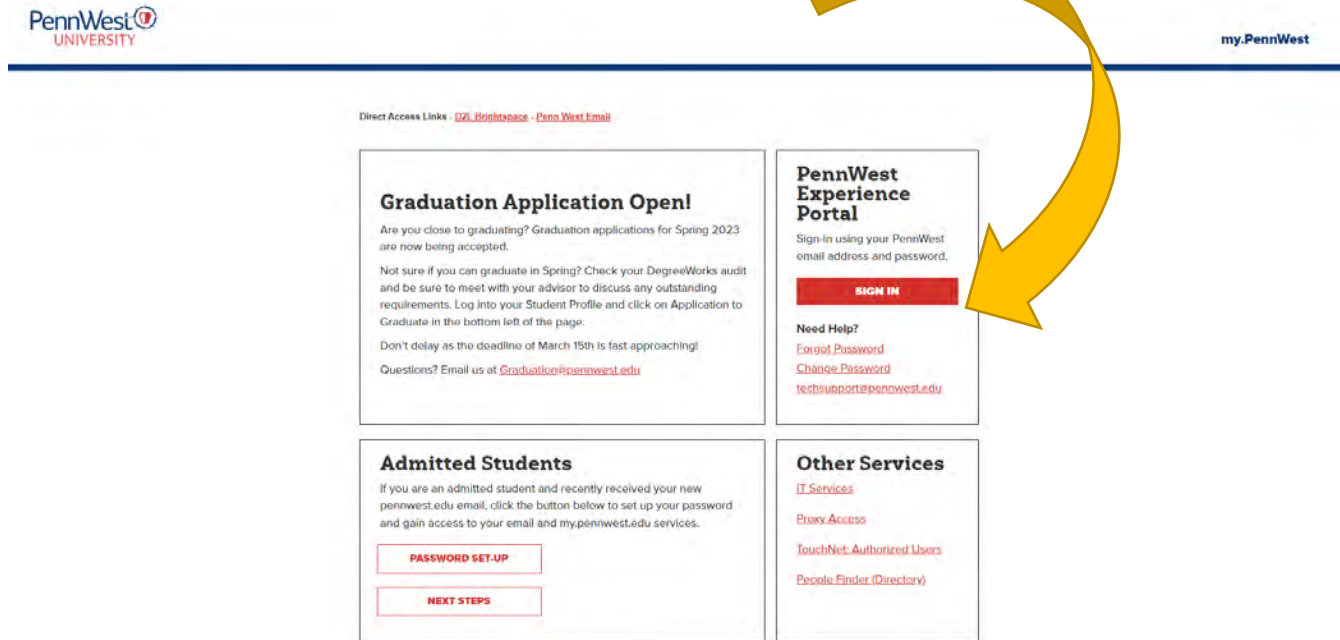 PennWest
UNIVERSITY
my.PennWest
Direct Access Links - D2L Brightspace - Penn West Email
Graduation Application Open!
Are you close to graduating? Graduation applications for Spring 2023
are now being accepted.
Not sure if you can graduate in Spring? Check your DegreeWorks audit
and be sure to meet with your advisor to discuss any outstanding
requirements. Log into your Student Profile and click on Application to
Graduate in the bottom left of the page.
Don't delay as the deadline of March 15th is fast approaching!
Questions? Email us at Graduation@pennwest.edu
PennWest
Experience
Portal
Sign-in using your PennWest
email address and password.
SIGN IN
Need Help?
Forgot Password
Change Password
techsupport@pennwest.edu
Admitted Students
If you are an admitted student and recently received your new
pennwest.edu email, click the button below to set up your password
and gain access to your email and my.pennwest.edu services.
PASSWORD SET-UP
NEXT STEPS
Other Services
IT Services
Proxy Access
TouchNet: Authorized Users
People Finder (Directory)